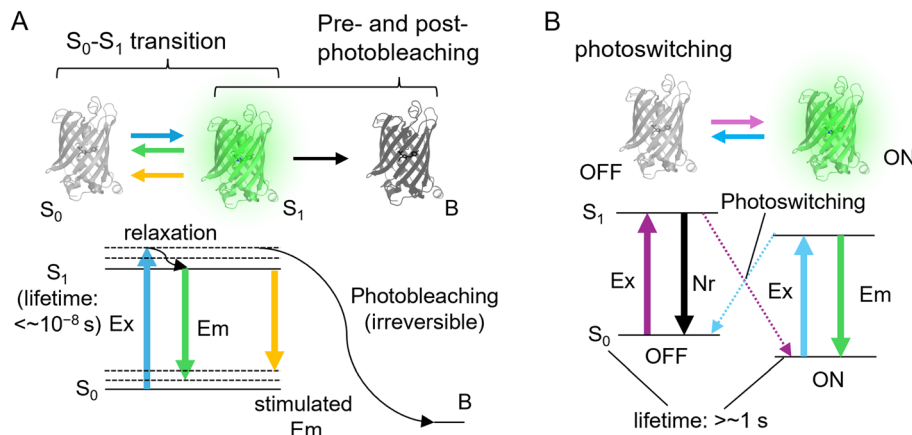 A
S₀-S₁ transition
Pre- and post-
photobleaching
S₀
S₁
B
relaxation
S₁
(lifetime:
<~10⁻⁸ s)
Ex
Em
Photobleaching
(irreversible)
S₀
stimulated
Em
B
B
photoswitching
OFF
ON
S₁
Photoswitching
Ex
Nr
Ex
Em
S₀
OFF
ON
lifetime: >~1 s